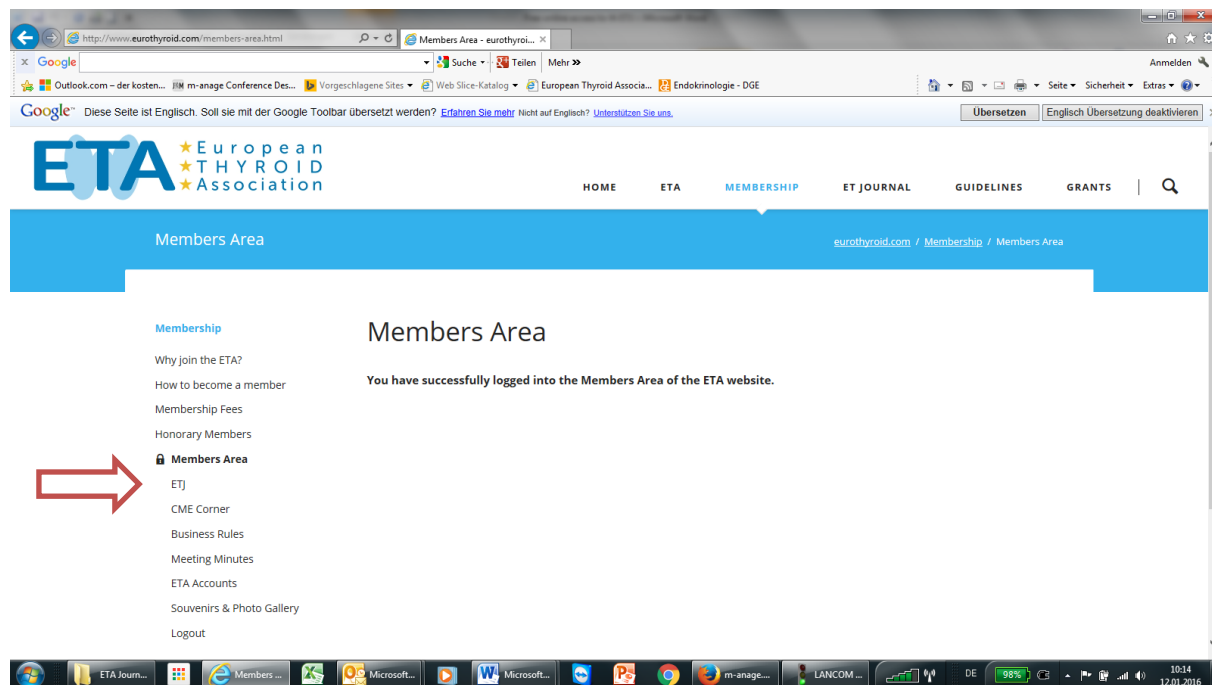 http://www.eurothyroid.com/members-area.html
Members Area - eurothyroi...
x Google
Suche
Teilen
Mehr
Anmelden
Outlook.com – der kosten...
m-anage Conference Des...
Vorgeschlagene Sites
Web Slice-Katalog
European Thyroid Associa...
Endokrinologie - DGE
Seite
Sicherheit
Extras
Google Diese Seite ist Englisch. Soll sie mit der Google Toolbar übersetzt werden? Erfahren Sie mehr Nicht auf Englisch? Unterstützen Sie uns.
Übersetzen
Englisch Übersetzung deaktivieren
ETA
European
THYROID
Association
HOME ETA MEMBERSHIP ET JOURNAL GUIDELINES GRANTS
Members Area
eurothyroid.com / Membership / Members Area
Membership
Members Area
Why join the ETA?
You have successfully logged into the Members Area of the ETA website.
How to become a member
Membership Fees
Honorary Members
Members Area
ETJ
CME Corner
Business Rules
Meeting Minutes
ETA Accounts
Souvenirs & Photo Gallery
Logout
ETA Journ...
Members ...
Microsoft...
Microsoft...
m-anage....
LANCOM ...
DE
98%
10:14
12.01.2016